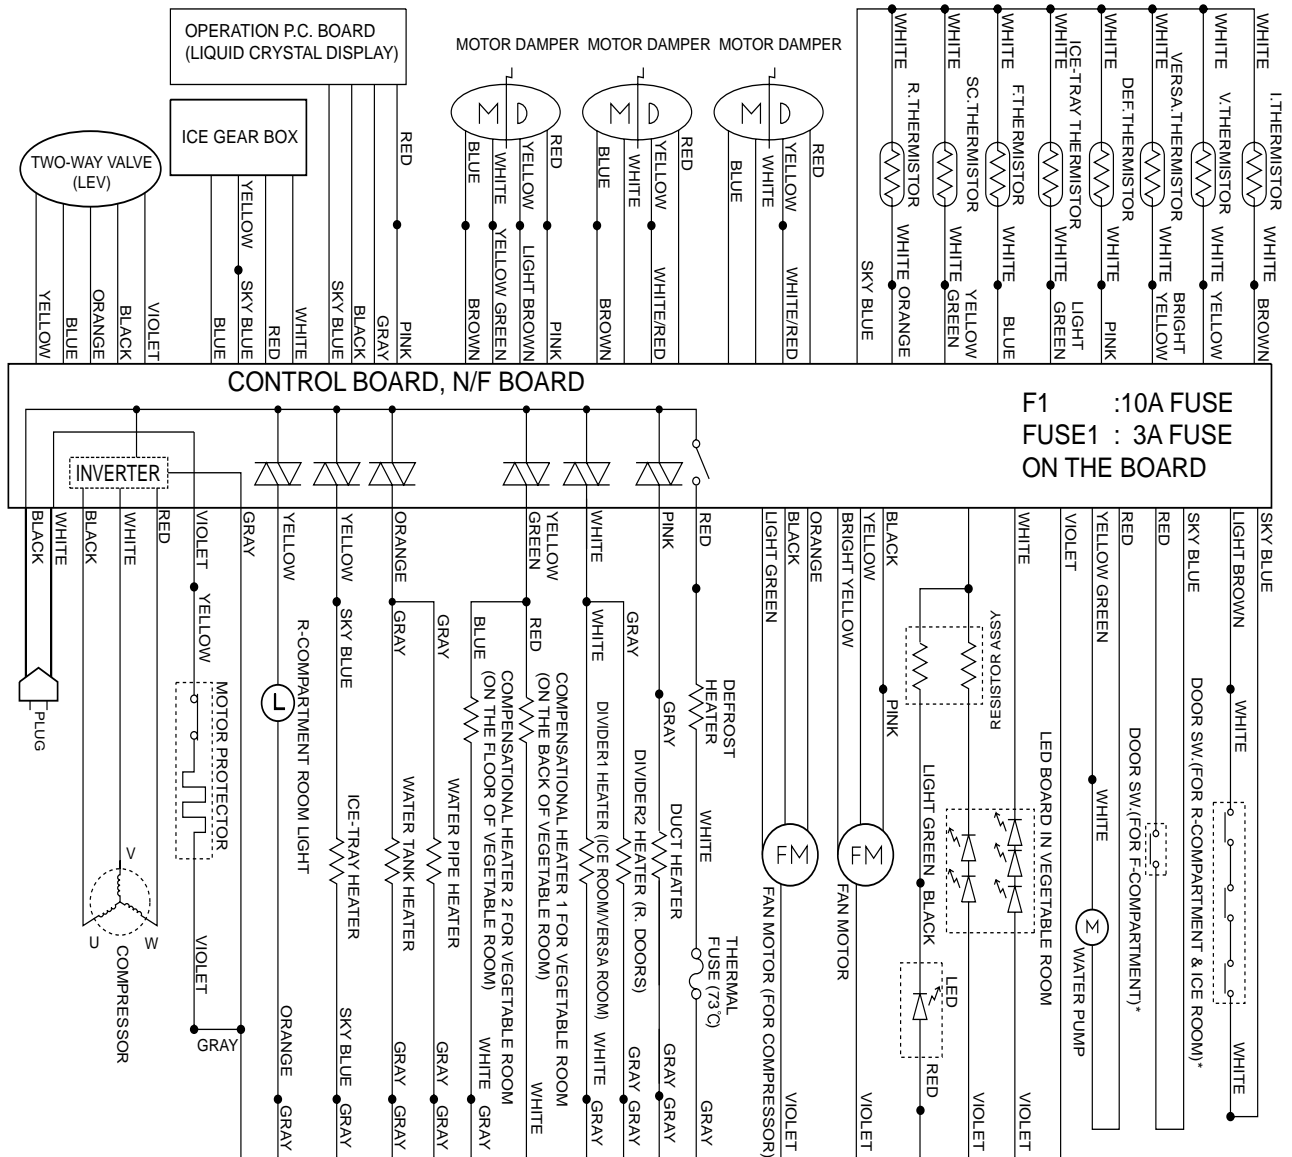 OPERATION P.C. BOARD
(LIQUID CRYSTAL DISPLAY)
ICE GEAR BOX
TWO-WAY VALVE
(LEV)
MOTOR DAMPER
MOTOR DAMPER
MOTOR DAMPER
M D
M D
M D
YELLOW
BLUE
ORANGE
BLACK
VIOLET
YELLOW
BLUE
SKY BLUE
RED
WHITE
RED
SKY BLUE
BLACK
GRAY
PINK
BLUE
WHITE
YELLOW
RED
BROWN
YELLOW GREEN
LIGHT BROWN
PINK
BLUE
WHITE
YELLOW
RED
BROWN
WHITE/RED
BLUE
WHITE
YELLOW
RED
WHITE/RED
WHITE
WHITE
WHITE
WHITE
WHITE
WHITE
WHITE
WHITE
R.THERMISTOR
SC.THERMISTOR
F.THERMISTOR
ICE-TRAY THERMISTOR
DEF.THERMISTOR
VERSA.THERMISTOR
V.THERMISTOR
I.THERMISTOR
WHITE
WHITE
WHITE
WHITE
WHITE
WHITE
WHITE
WHITE
SKY BLUE
ORANGE
YELLOW
GREEN
BLUE
LIGHT
GREEN
PINK
BRIGHT
YELLOW
YELLOW
BROWN
CONTROL BOARD, N/F BOARD
F1 :10A FUSE
FUSE1 : 3A FUSE
ON THE BOARD
INVERTER
BLACK
WHITE
BLACK
WHITE
RED
VIOLET
GRAY
YELLOW
YELLOW
ORANGE
YELLOW
GREEN
WHITE
PINK
RED
LIGHT GREEN
BLACK
ORANGE
BRIGHT YELLOW
YELLOW
BLACK
WHITE
VIOLET
YELLOW GREEN
RED
RED
SKY BLUE
LIGHT BROWN
SKY BLUE
PLUG
V
U
W
COMPRESSOR
YELLOW
MOTOR PROTECTOR
VIOLET
GRAY
L
R-COMPARTMENT ROOM LIGHT
ORANGE
GRAY
SKY BLUE
ICE-TRAY HEATER
SKY BLUE
GRAY
GRAY
WATER TANK HEATER
GRAY
GRAY
GRAY
WATER PIPE HEATER
GRAY
GRAY
BLUE
COMPENSATIONAL HEATER 2 FOR VEGETABLE ROOM
(ON THE FLOOR OF VEGETABLE ROOM)
WHITE
GRAY
RED
COMPENSATIONAL HEATER 1 FOR VEGETABLE ROOM
(ON THE BACK OF VEGETABLE ROOM)
WHITE
WHITE
DIVIDER1 HEATER (ICE ROOM/VERSA ROOM)
WHITE
GRAY
GRAY
DIVIDER2 HEATER (R. DOORS)
GRAY
GRAY
GRAY
DUCT HEATER
GRAY
GRAY
DEFROST
HEATER
WHITE
THERMAL
FUSE (73°C)
GRAY
FM
FAN MOTOR (FOR COMPRESSOR)
VIOLET
PINK
FM
FAN MOTOR
VIOLET
RESISTOR ASSY
LIGHT GREEN
BLACK
LED
RED
VIOLET
LED BOARD IN VEGETABLE ROOM
VIOLET
WHITE
M
WATER PUMP
DOOR SW.(FOR F-COMPARTMENT)*
DOOR SW.(FOR R-COMPARTMENT & ICE ROOM)*
WHITE
WHITE